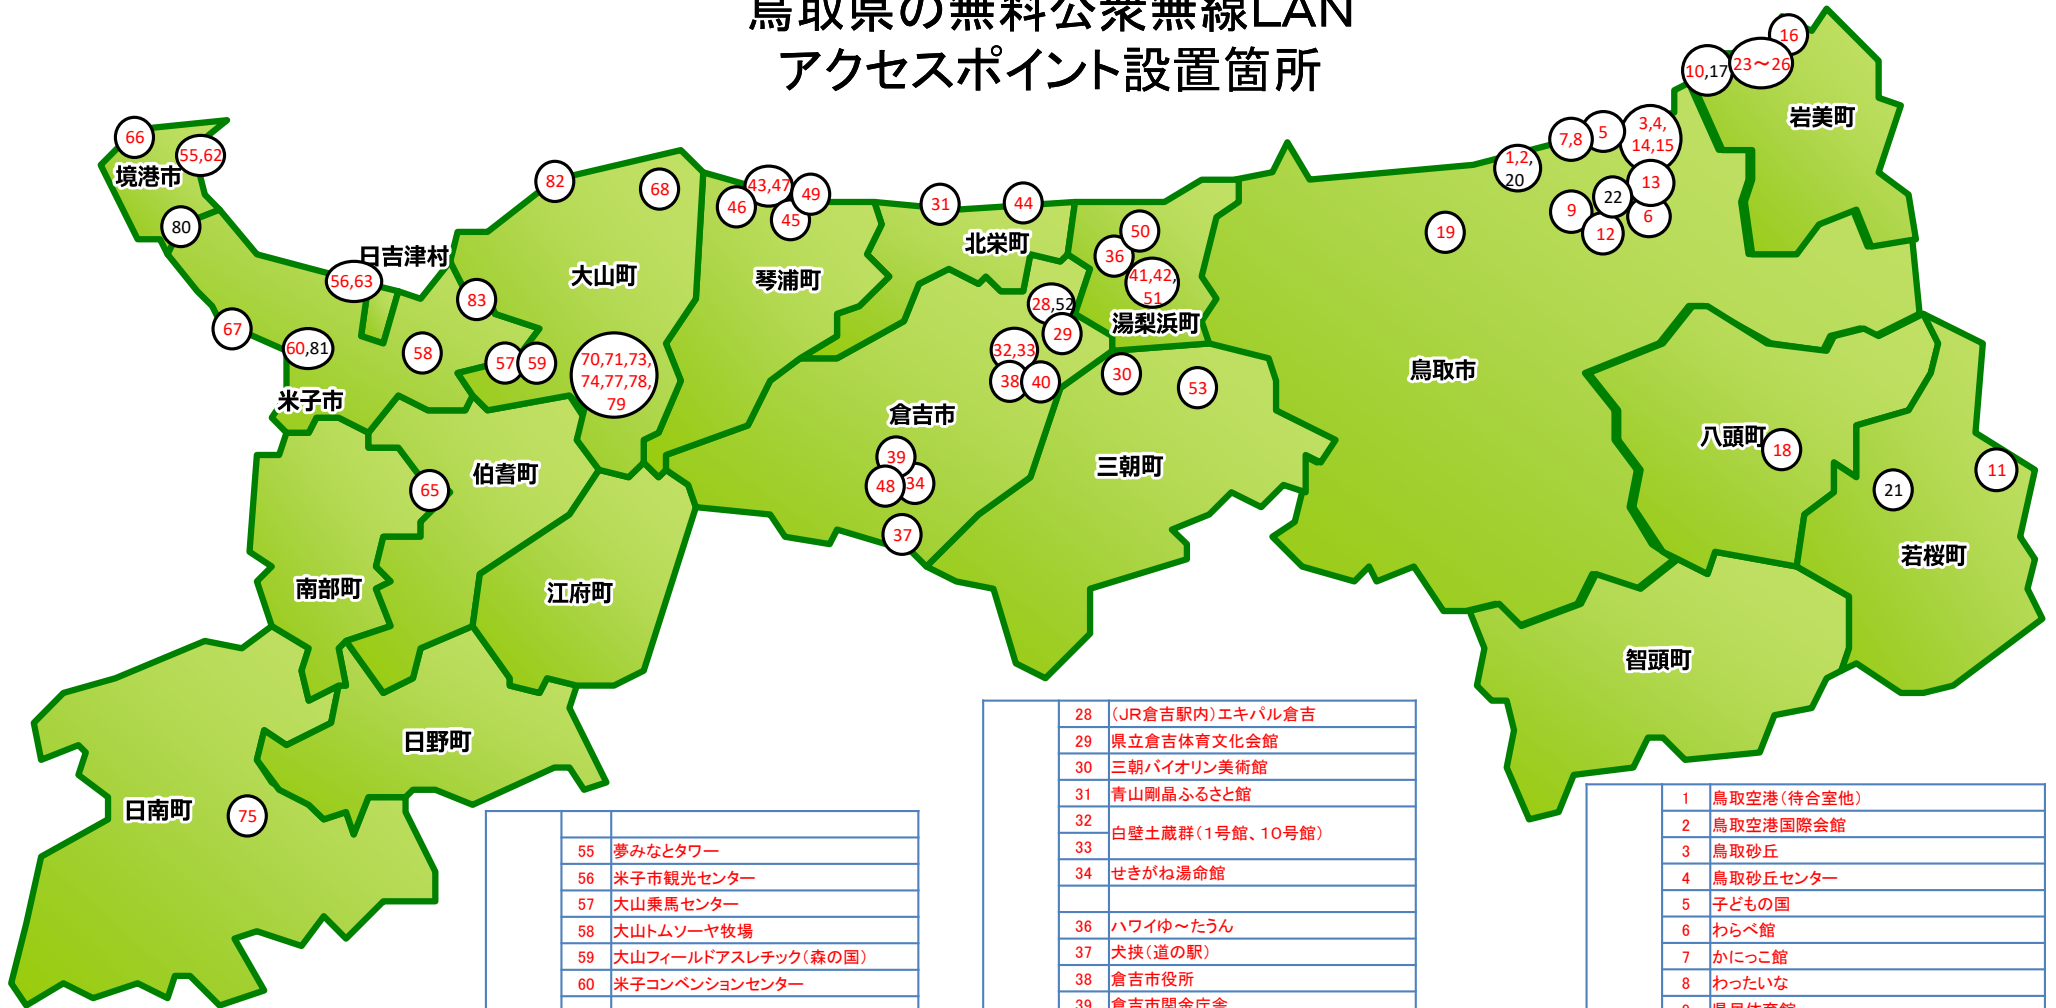 鳥取県の無料公衆無線LAN
アクセスポイント設置箇所
16
10,17
23～26
岩美町
66
55,62
境港市
80
82
68
43,47
46
45
49
31
44
50
36
41,42,
51
7,8
5
3,4,
14,15
1,2,
20
13
22
9
6
12
19
日吉津村
56,63
大山町
琴浦町
北栄町
湯梨浜町
83
67
60,81
58
57
59
70,71,73,
74,77,78,
79
28,52
29
32,33
38
40
30
53
米子市
倉吉市
鳥取市
八頭町
18
11
21
伯耆町
65
39
48
34
37
三朝町
若桜町
南部町
江府町
智頭町
日野町
日南町
75
55 夢みなとタワー
56 米子市観光センター
57 大山乗馬センター
58 大山トムソーヤ牧場
59 大山フィールドアスレチック（森の国）
60 米子コンベンションセンター
28 （JR倉吉駅内）エキパル倉吉
29 県立倉吉体育文化会館
30 三朝バイオリン美術館
31 青山剛昌ふるさと館
32
白壁土蔵群（１号館、１０号館）
33
34 せきがね湯命館
36 ハワイゆ～たうん
37 犬挟（道の駅）
38 倉吉市役所
39 倉吉市関金庁舎
1 鳥取空港（待合室他）
2 鳥取空港国際会館
3 鳥取砂丘
4 鳥取砂丘センター
5 子どもの国
6 わらべ館
7 かにっこ館
8 わったいな
9 県民体育館